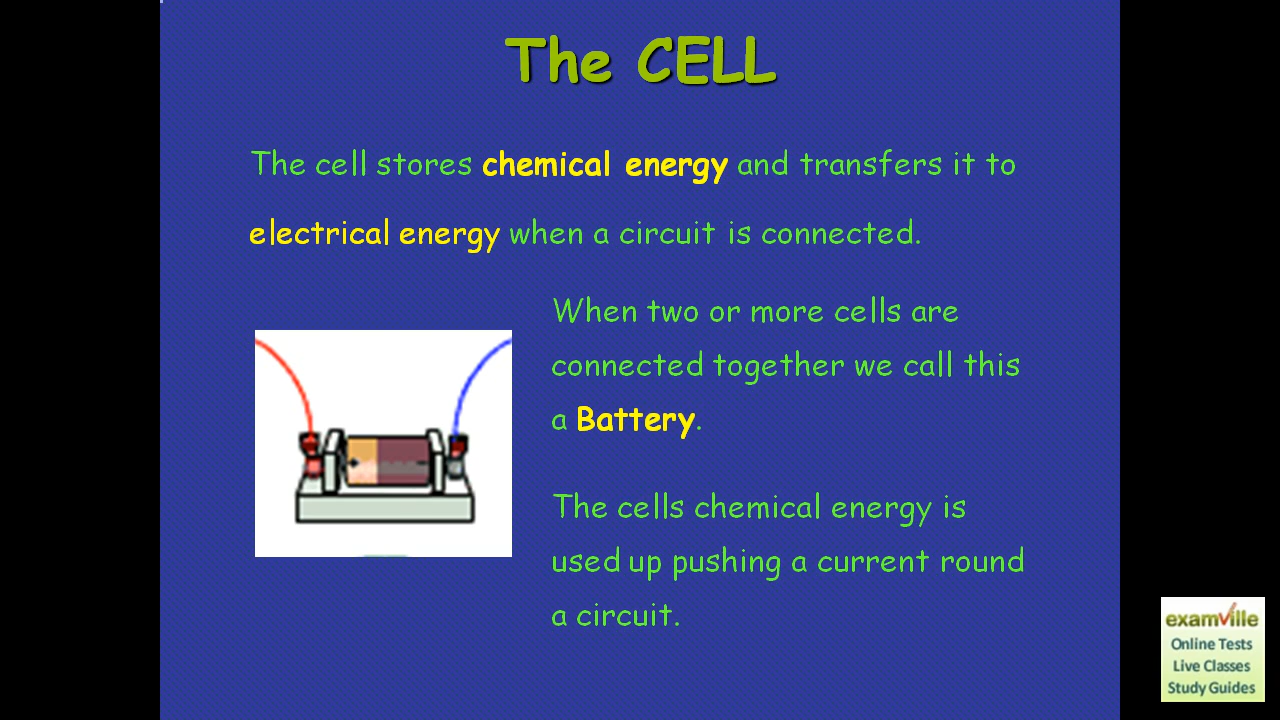 The CELL
The cell stores chemical energy and transfers it to
electrical energy when a circuit is connected.
When two or more cells are
connected together we call this
a Battery.
The cells chemical energy is
used up pushing a current round
a circuit.
examville
Online Tests
Live Classes
Study Guides